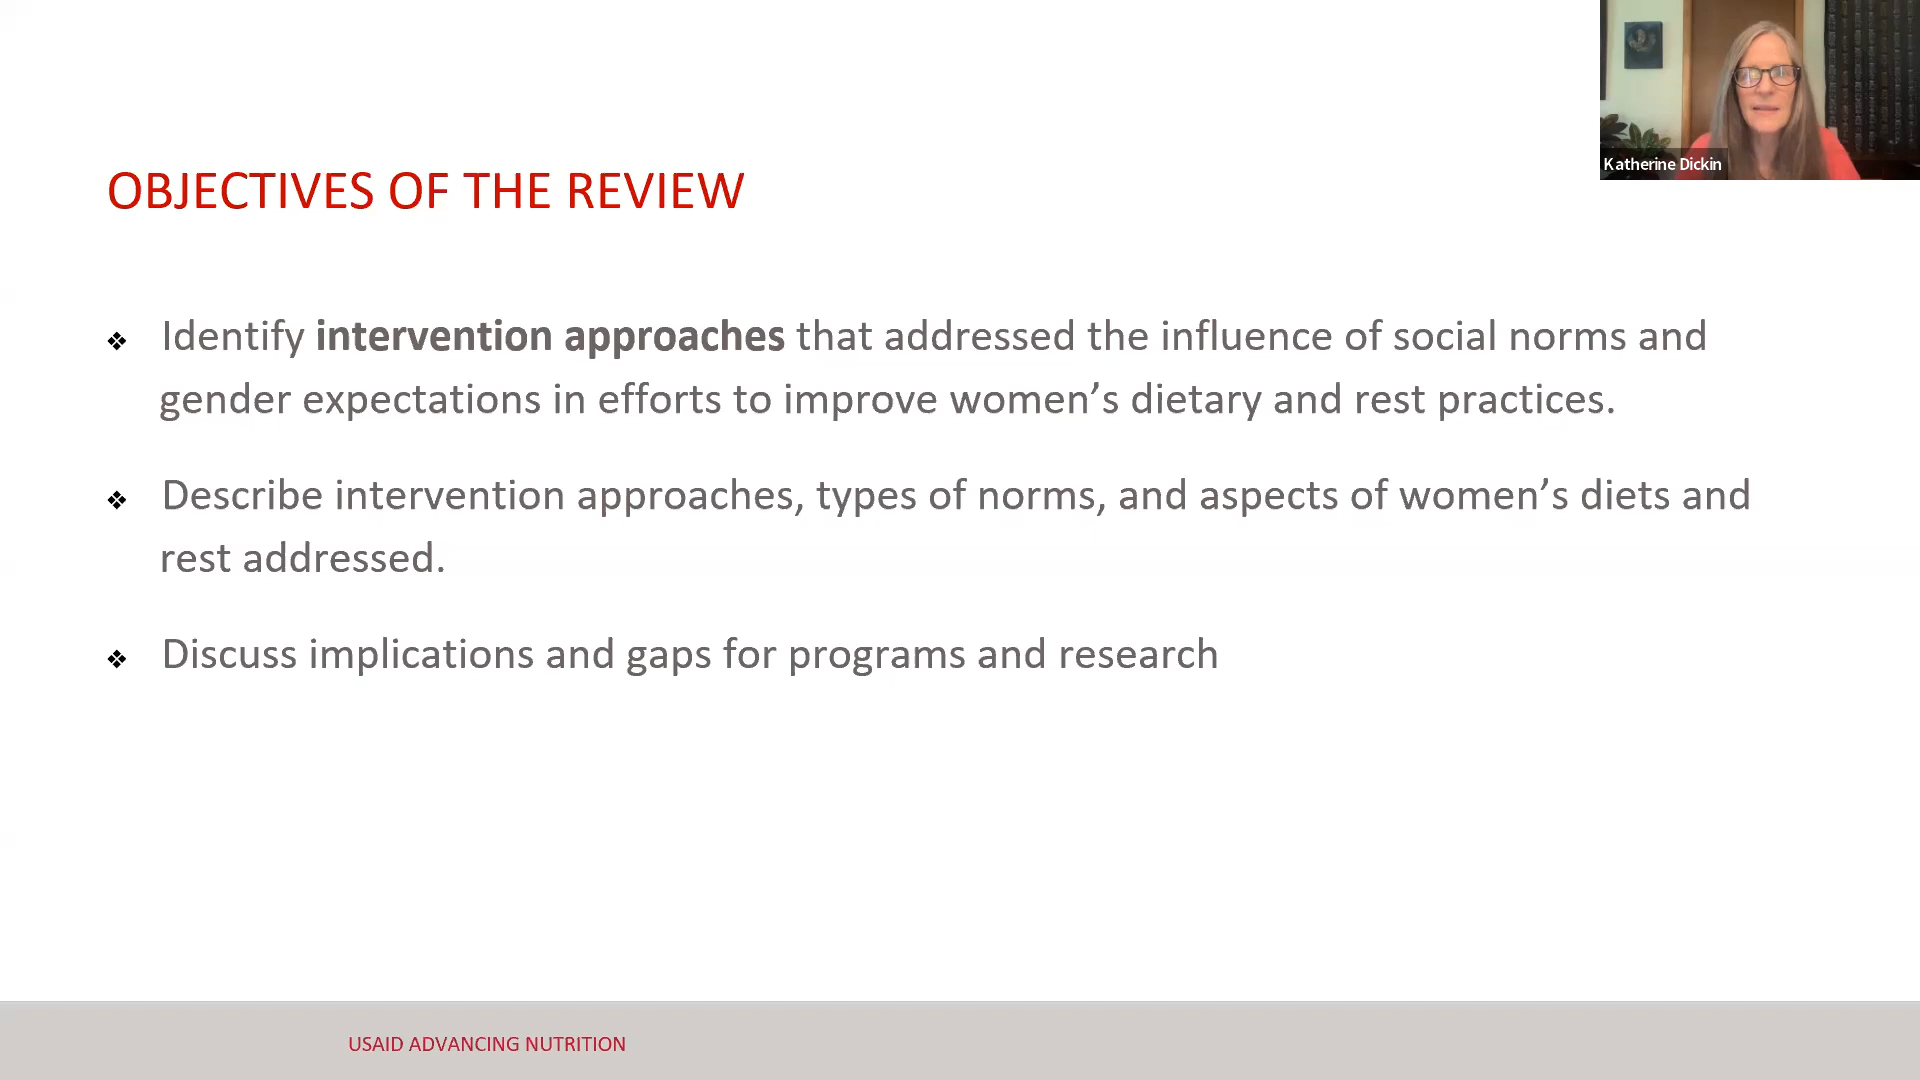 Katherine Dickin
OBJECTIVES OF THE REVIEW
❖ Identify intervention approaches that addressed the influence of social norms and
gender expectations in efforts to improve women’s dietary and rest practices.
❖ Describe intervention approaches, types of norms, and aspects of women’s diets and
rest addressed.
❖ Discuss implications and gaps for programs and research
USAID ADVANCING NUTRITION